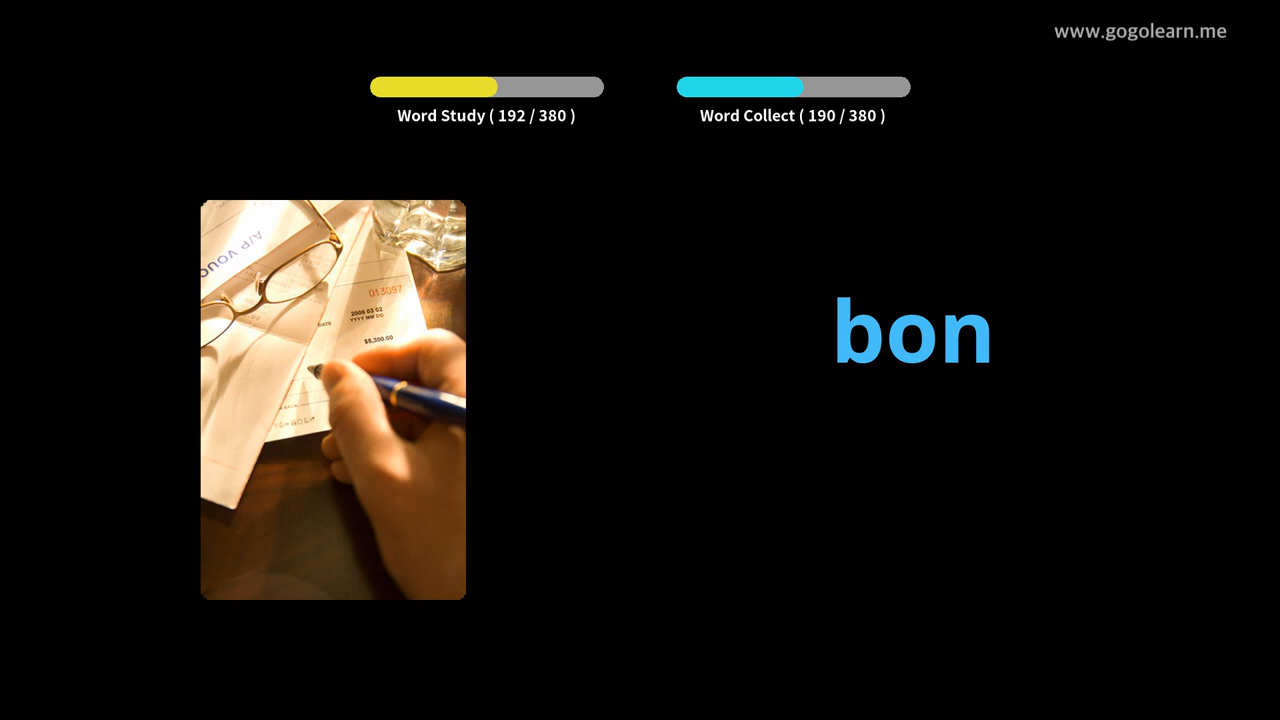 www.gogolearn.me
Word Study ( 192 / 380 )
Word Collect ( 190 / 380 )
A/P VOUC
013097
DATE
2006 03 02
YYYY MM DD
$5,300.00
bon